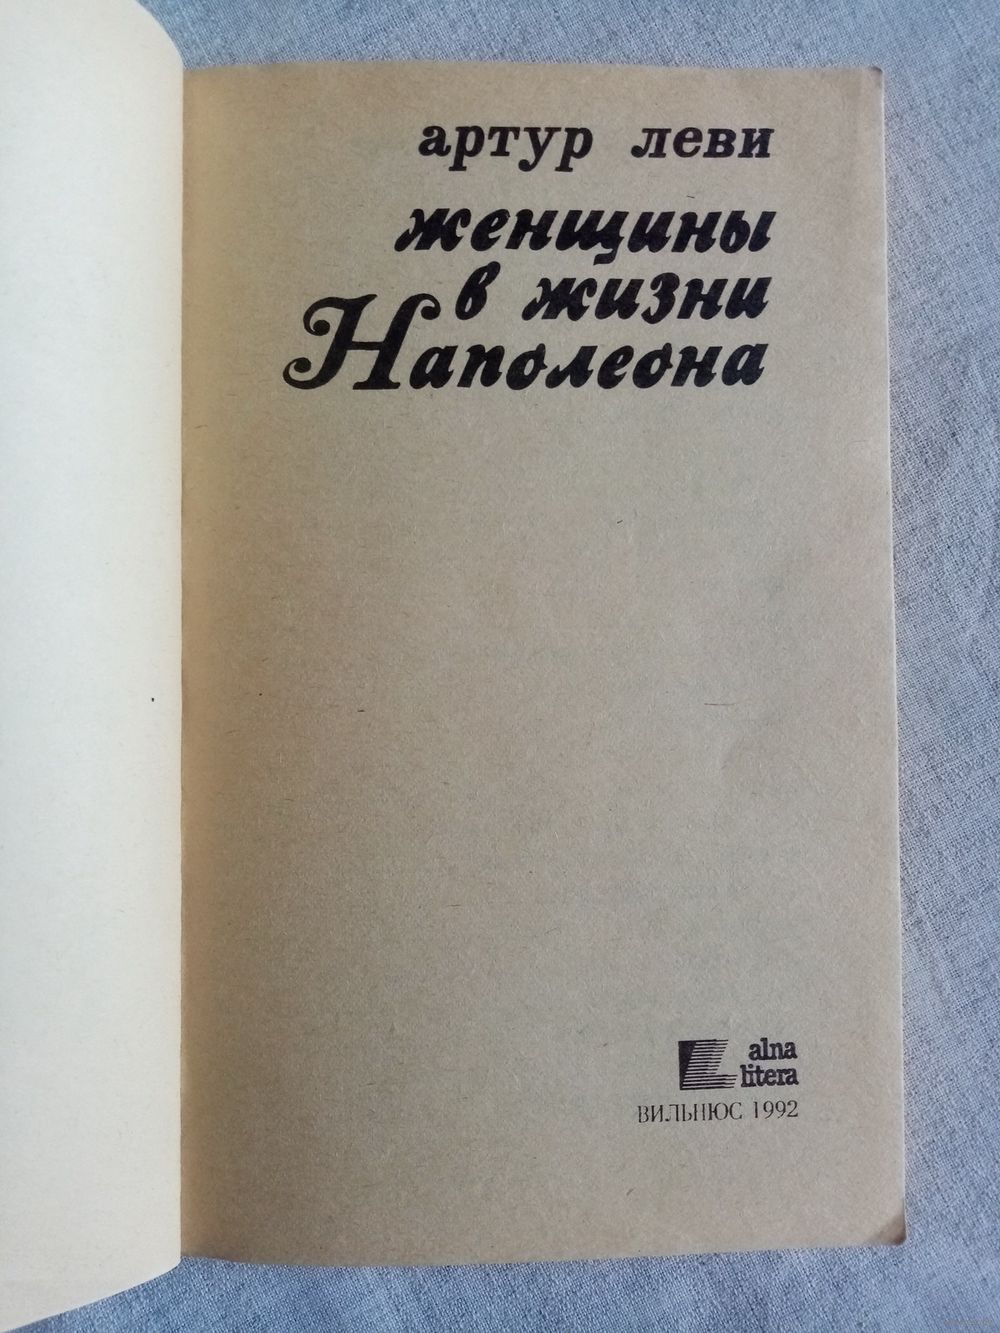 артур леви
женщины
в жизни
Наполеона
alna
litera
ВИЛЬНЮС 1992